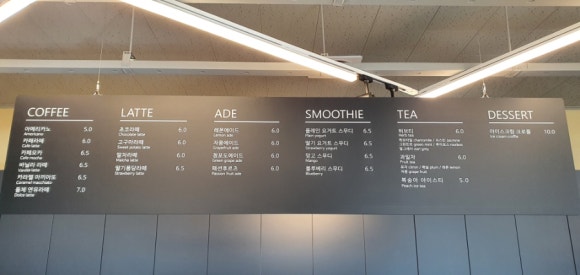 COFFEE
아메리카노 5.0
Americano
카페라떼 6.0
Cafe latte
카페모카 6.5
Cafe mocha
바닐라 라떼 6.5
Vanilla latte
카라멜 마끼아또 6.5
Caramel macchiato
돌체 연유라떼 7.0
Dolce latte
LATTE
초코라떼 6.0
Chocolate latte
고구마라떼 6.0
Sweet potato latte
말차라떼 6.0
Matcha latte
딸기퐁당라떼 6.5
Strawberry latte
ADE
레몬에이드 6.0
Lemon ade
자몽에이드 6.0
Grapefruit ade
청포도에이드 6.0
Green grape ade
패션후르츠 6.0
Passion fruit ade
SMOOTHIE
플레인 요거트 스무디 6.5
Plain yogurt
딸기 요거트 스무디 6.5
Strawberry yogurt
망고 스무디 6.5
Mango
블루베리 스무디 6.5
Blueberry
TEA
허브티 6.0
Herb tea
과일차 6.0
Fruit tea
복숭아 아이스티 5.0
Peach ice tea
DESSERT
아이스크림 크로플 10.0
Ice cream croffle